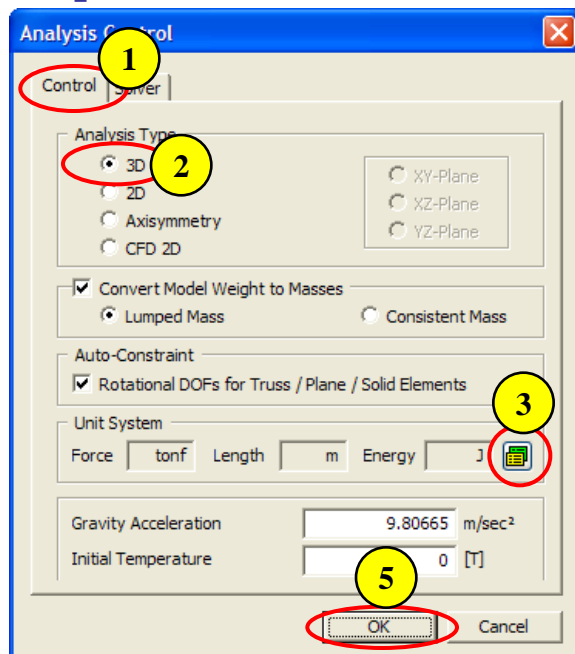 Analysis Control
1
Control Solver
Analysis Type
3D
2
2D
Axisymmetry
CFD 2D
XY-Plane
XZ-Plane
YZ-Plane
Convert Model Weight to Masses
Lumped Mass Consistent Mass
Auto-Constraint
Rotational DOFs for Truss / Plane / Solid Elements
3
Unit System
Force tonf Length m Energy J
Gravity Acceleration 9.80665 m/sec²
Initial Temperature 0 [T]
5
OK Cancel